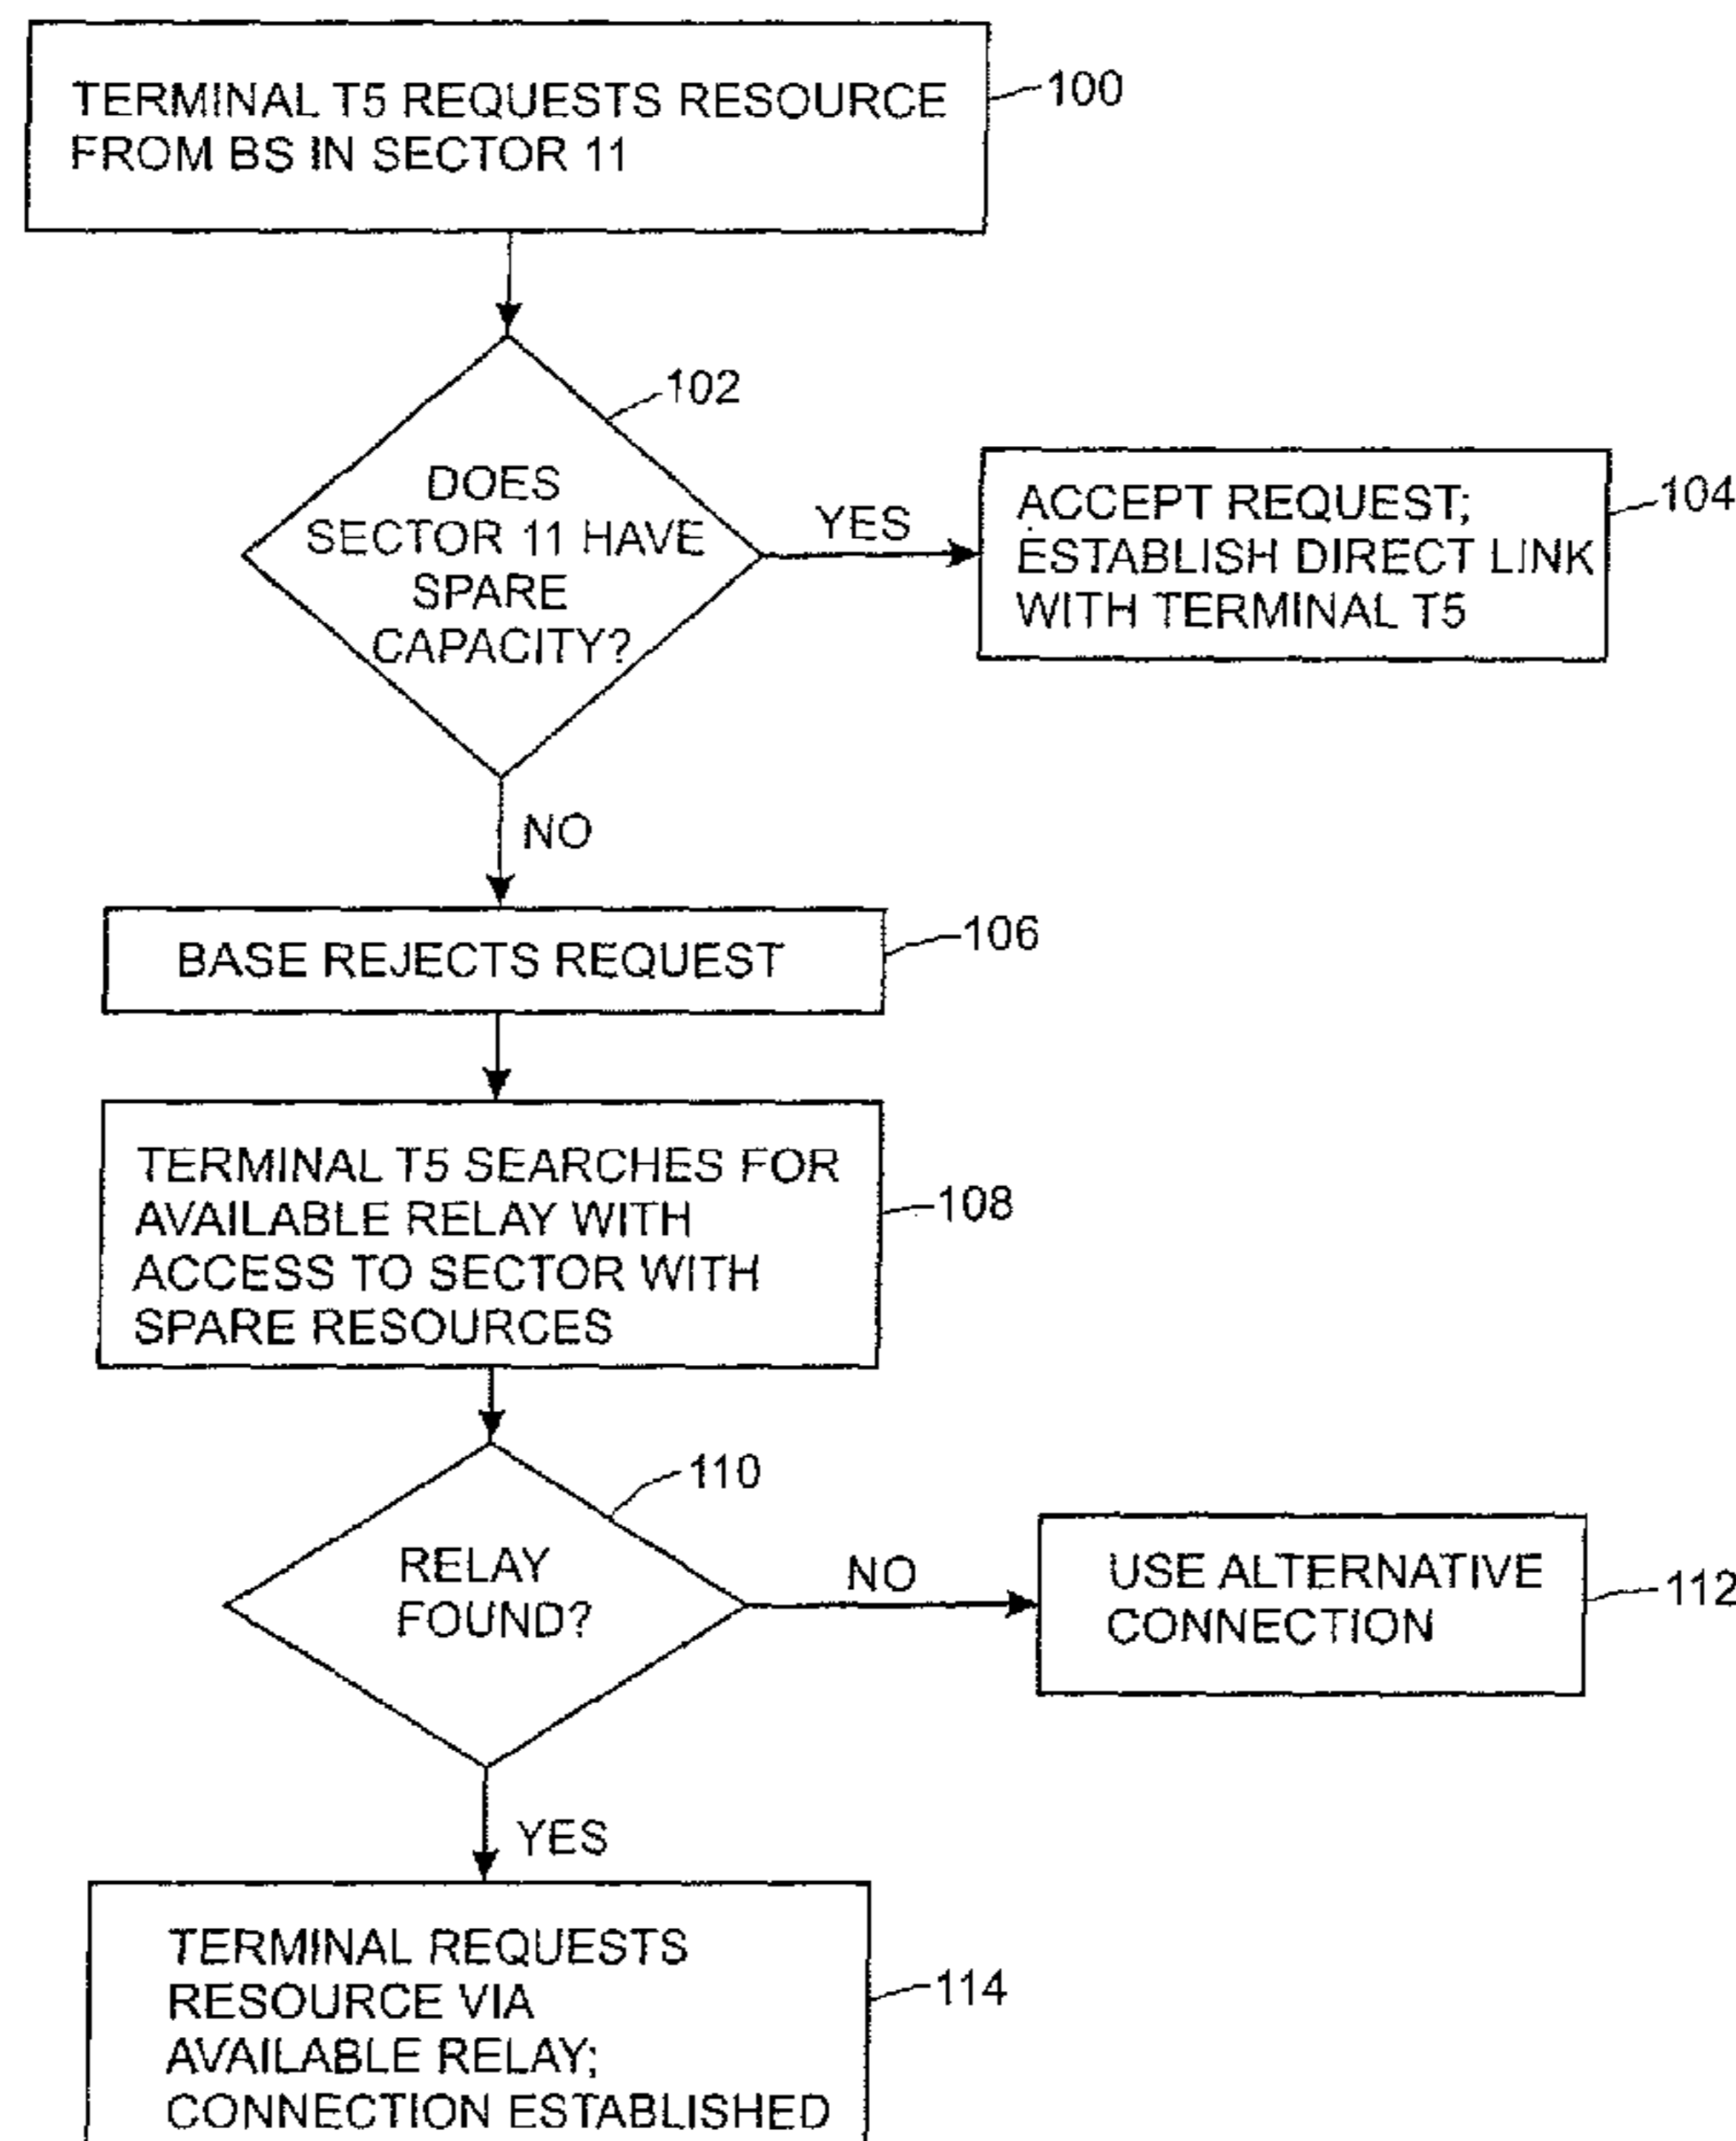 TERMINAL T5 REQUESTS RESOURCE
FROM BS IN SECTOR 11
100
102
DOES
SECTOR 11 HAVE
SPARE
CAPACITY?
YES
ACCEPT REQUEST;
ESTABLISH DIRECT LINK
WITH TERMINAL T5
104
NO
BASE REJECTS REQUEST
106
TERMINAL T5 SEARCHES FOR
AVAILABLE RELAY WITH
ACCESS TO SECTOR WITH
SPARE RESOURCES
108
110
RELAY
FOUND?
NO
USE ALTERNATIVE
CONNECTION
112
YES
TERMINAL REQUESTS
RESOURCE VIA
AVAILABLE RELAY;
CONNECTION ESTABLISHED
114